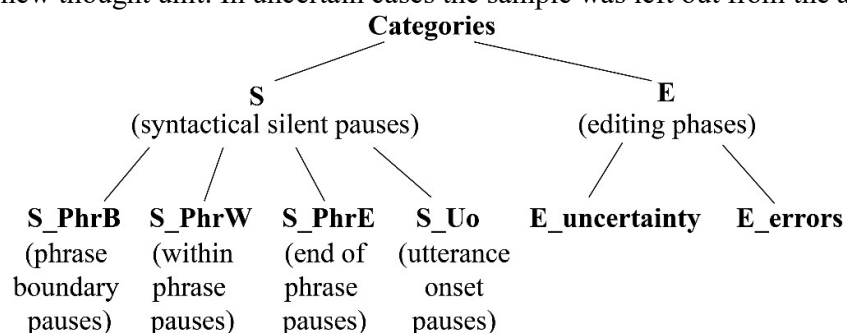 new thought unit. In uncertain cases the sample was left out from the a
Categories
S E
(syntactical silent pauses) (editing phases)
S_PhrB S_PhrW S_PhrE S_Uo E_uncertainty E_errors
(phrase (within (end of (utterance
boundary phrase phrase onset
pauses) pauses) pauses) pauses)